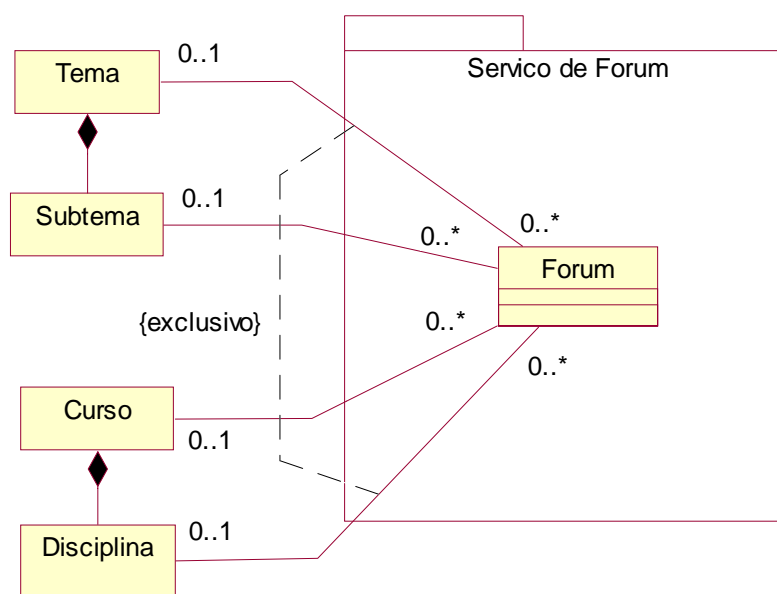 0..1
Tema
Servico de Forum
Subtema
0..1
0..*
0..*
Forum
{exclusivo}
0..*
0..*
Curso
0..1
0..1
Disciplina